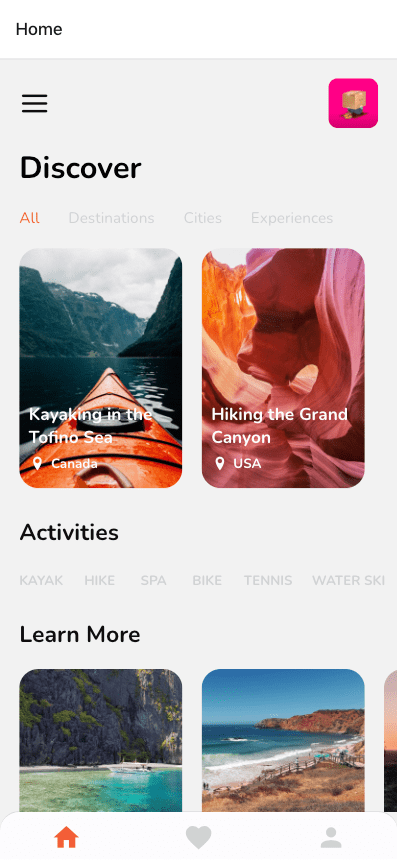 Home
Discover
All Destinations Cities Experiences
Kayaking in the
Tofino Sea
Canada
Hiking the Grand
Canyon
USA
Activities
KAYAK HIKE SPA BIKE TENNIS WATER SKI
Learn More